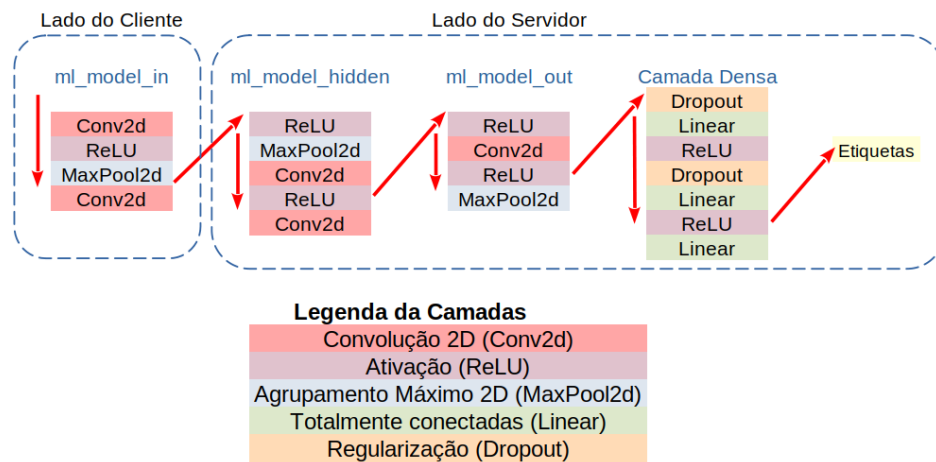 Lado do Cliente
Lado do Servidor
ml_model_in
Conv2d
ReLU
MaxPool2d
Conv2d
ml_model_hidden
ReLU
MaxPool2d
Conv2d
ReLU
Conv2d
ml_model_out
ReLU
Conv2d
ReLU
MaxPool2d
Camada Densa
Dropout
Linear
ReLU
Dropout
Linear
ReLU
Linear
Etiquetas
Legenda da Camadas
Convolução 2D (Conv2d)
Ativação (ReLU)
Agrupamento Máximo 2D (MaxPool2d)
Totalmente conectadas (Linear)
Regularização (Dropout)